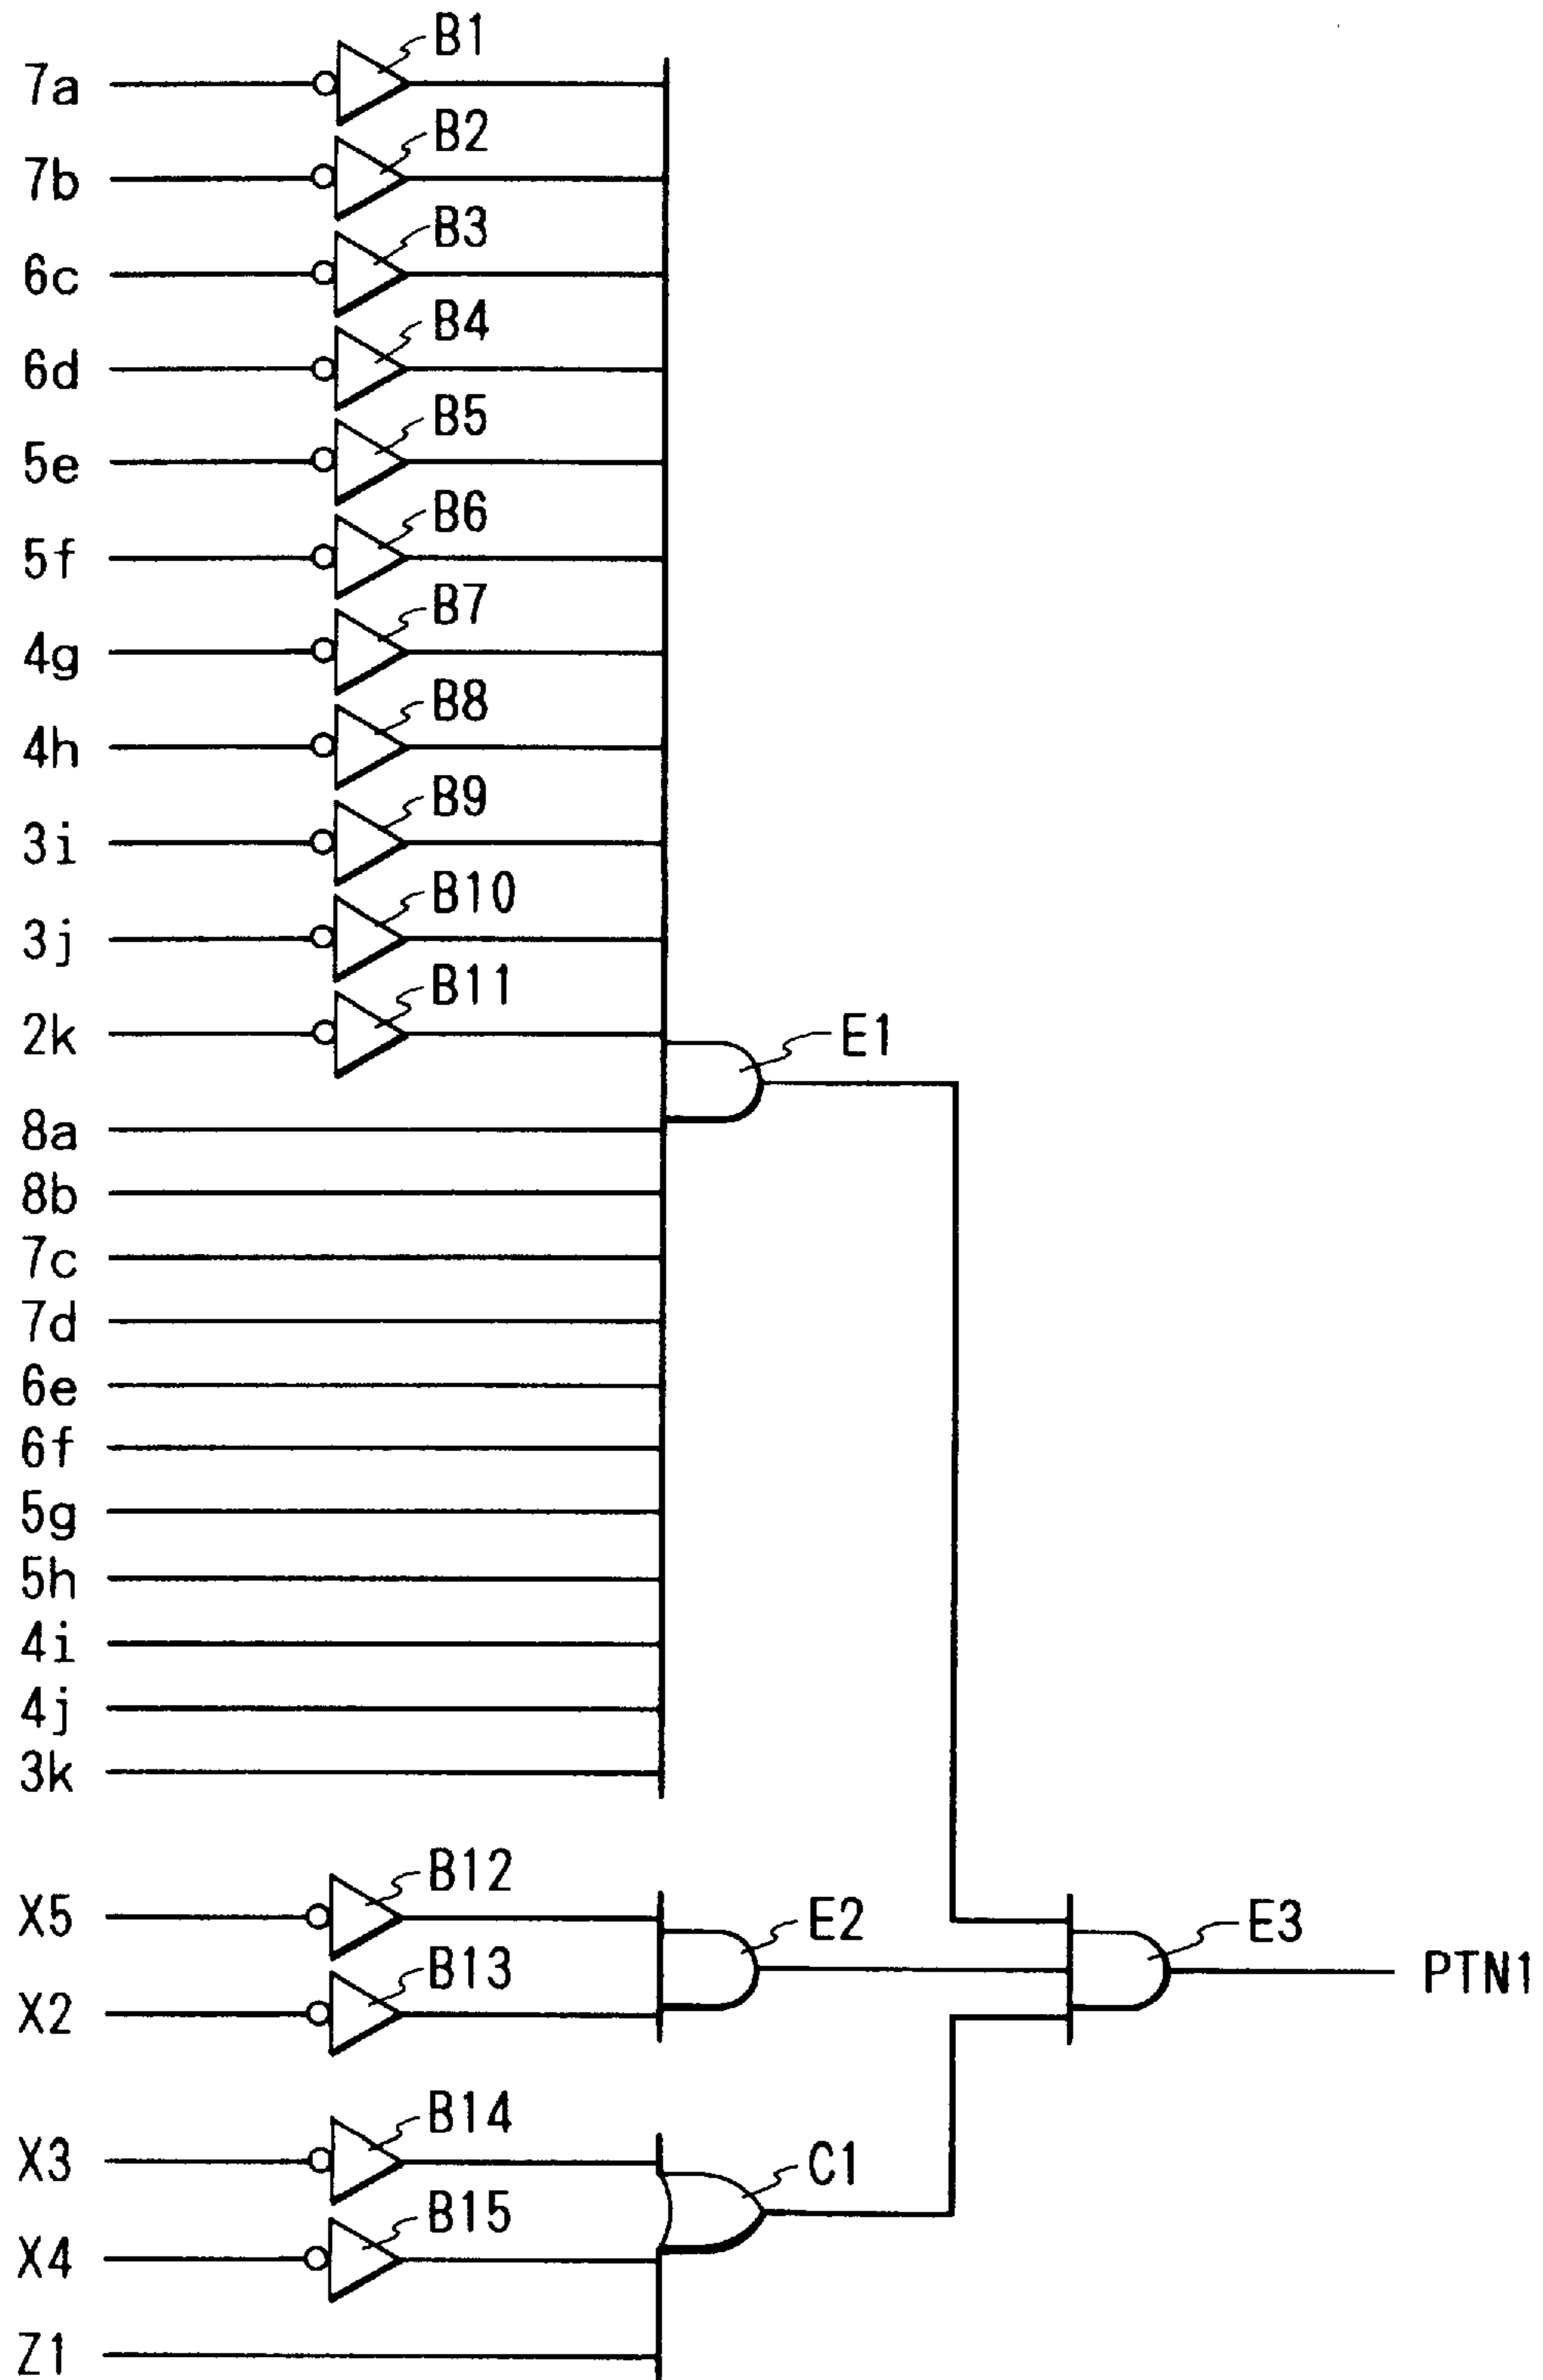 B1
7a
B2
7b
B3
6c
B4
6d
B5
5e
B6
5f
B7
4g
B8
4h
B9
3i
B10
3j
B11
2k
E1
8a
8b
7c
7d
6e
6f
5g
5h
4i
4j
3k
B12
X5
E2
E3
B13
PTN1
X2
B14
X3
C1
B15
X4
Z1